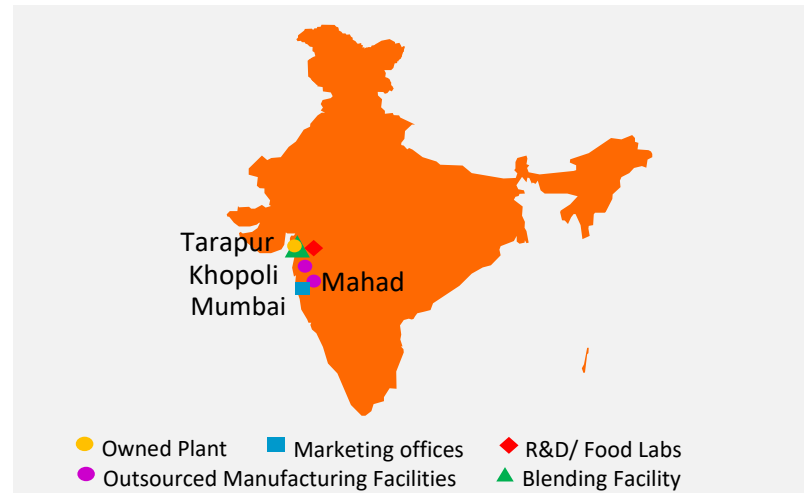 Tarapur
Khopoli
Mahad
Mumbai
Owned Plant Marketing offices R&D/ Food Labs
Outsourced Manufacturing Facilities Blending Facility